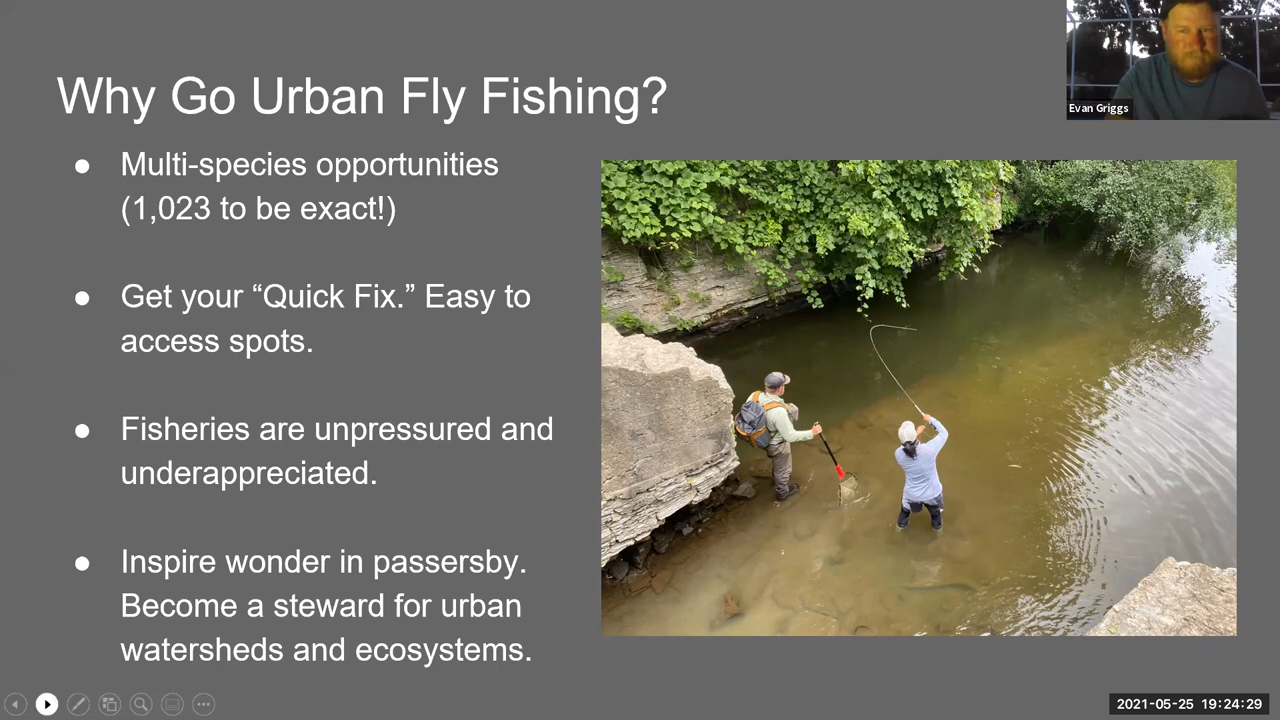 Why Go Urban Fly Fishing?
● Multi-species opportunities
(1,023 to be exact!)
● Get your “Quick Fix.” Easy to
access spots.
● Fisheries are unpressured and
underappreciated.
● Inspire wonder in passersby.
Become a steward for urban
watersheds and ecosystems.
Evan Griggs
2021-05-25 19:24:29